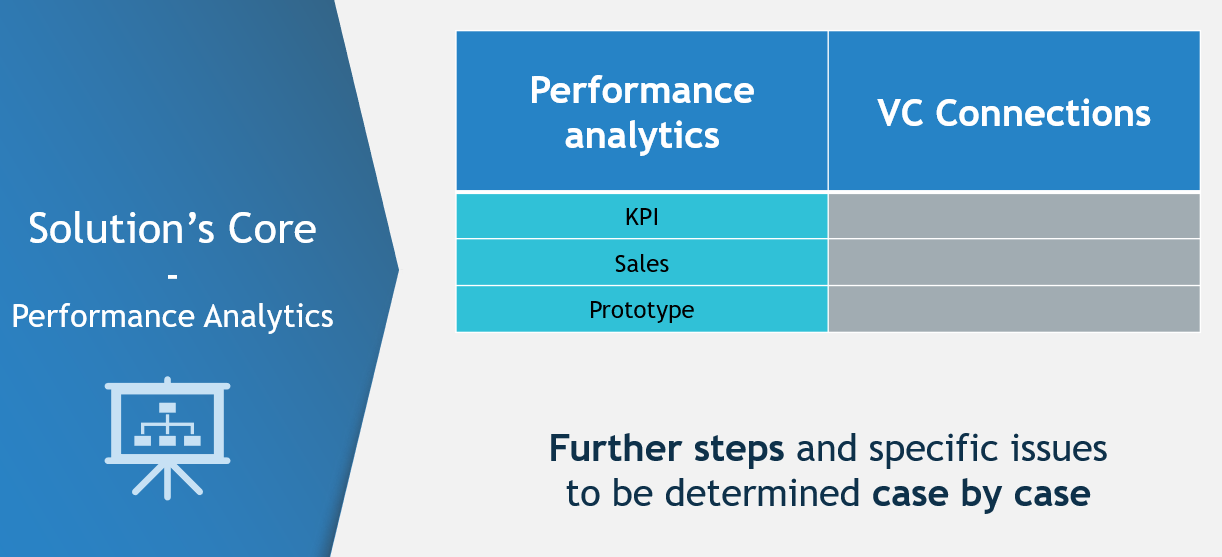 Solution’s Core
-
Performance Analytics
Performance
analytics
VC Connections
KPI
Sales
Prototype
Further steps and specific issues
to be determined case by case